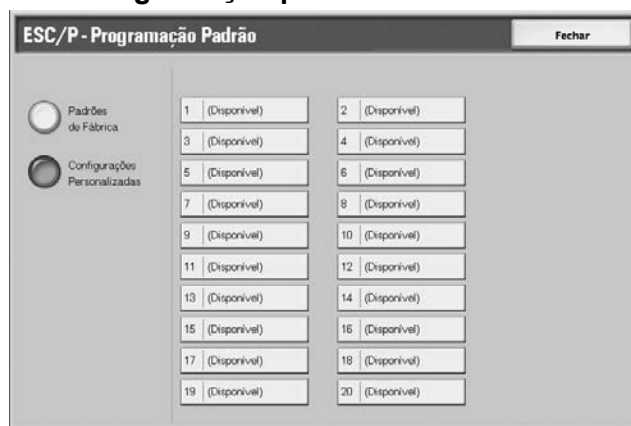 ESC/P - Programação Padrão
Fechar
Padrões
de Fábrica
Configurações
Personalizadas
1 (Disponível)
2 (Disponível)
3 (Disponível)
4 (Disponível)
5 (Disponível)
6 (Disponível)
7 (Disponível)
8 (Disponível)
9 (Disponível)
10 (Disponível)
11 (Disponível)
12 (Disponível)
13 (Disponível)
14 (Disponível)
15 (Disponível)
16 (Disponível)
17 (Disponível)
18 (Disponível)
19 (Disponível)
20 (Disponível)